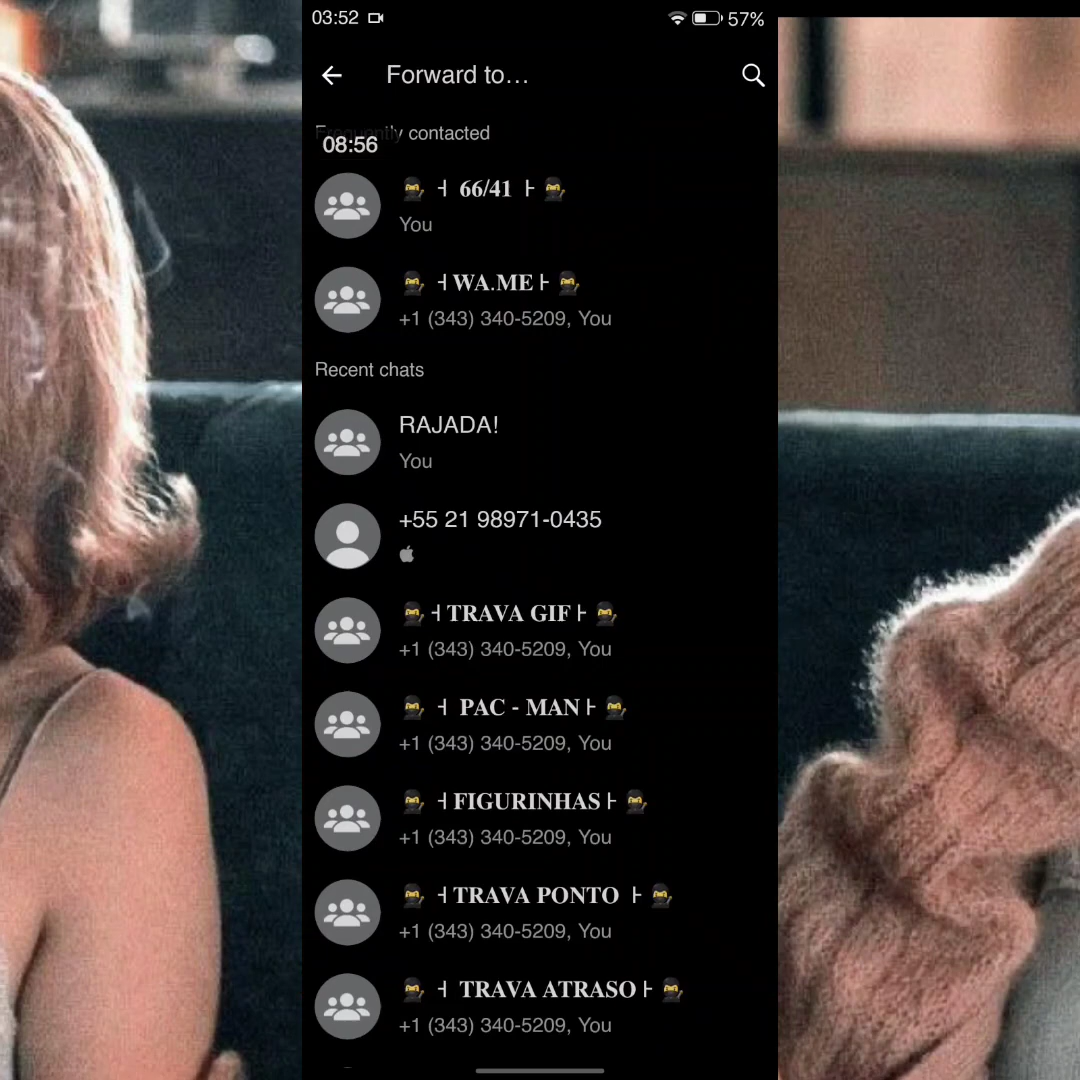 03:52
57%
Forward to…
Frequently contacted
08:56
🥷 ⫞ 66/41 ⊦ 🥷
You
🥷 ⫞ WA.ME ⊦ 🥷
+1 (343) 340-5209, You
Recent chats
RAJADA!
You
+55 21 98971-0435
🥷 ⫞ TRAVA GIF ⊦ 🥷
+1 (343) 340-5209, You
🥷 ⫞ PAC - MAN ⊦ 🥷
+1 (343) 340-5209, You
🥷 ⫞ FIGURINHAS ⊦ 🥷
+1 (343) 340-5209, You
🥷 ⫞ TRAVA PONTO ⊦ 🥷
+1 (343) 340-5209, You
🥷 ⫞ TRAVA ATRASO ⊦ 🥷
+1 (343) 340-5209, You